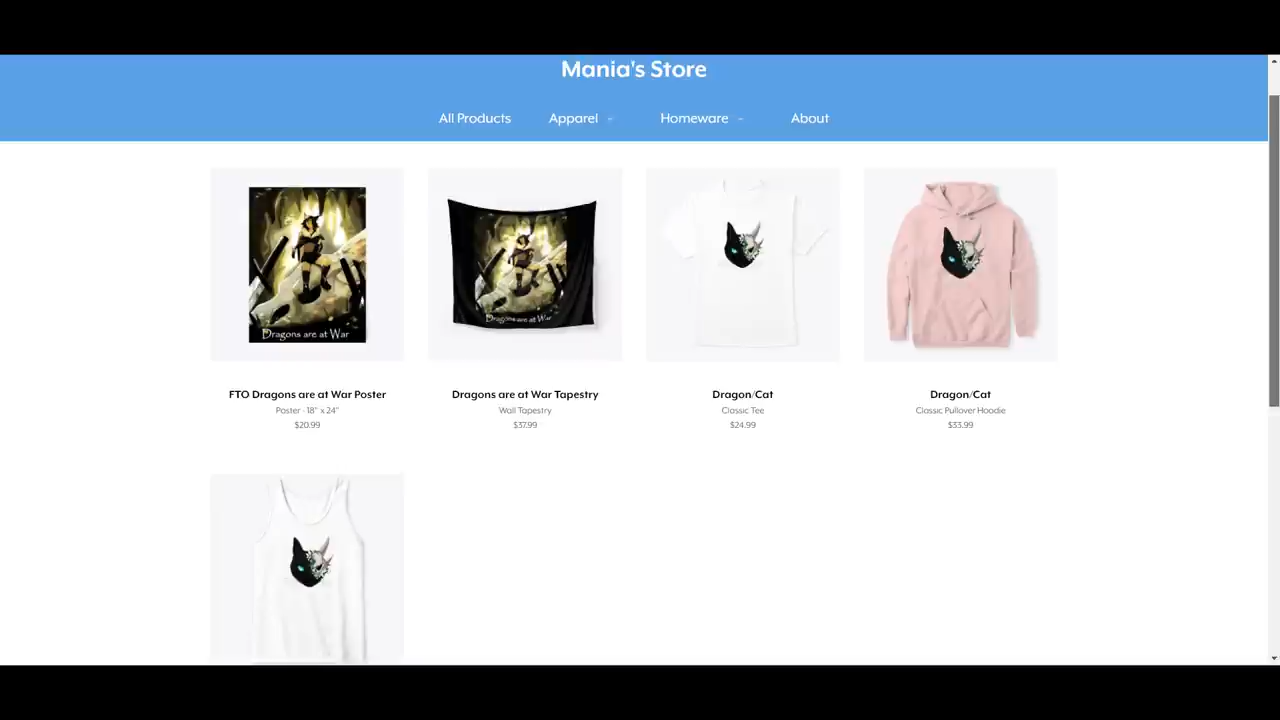 Mania's Store
All Products
Apparel
Homeware
About
Dragons are at War
Dragons are at War
FTO Dragons are at War Poster
Poster - 18" x 24"
$20.99
Dragons are at War Tapestry
Wall Tapestry
$37.99
Dragon/Cat
Classic Tee
$24.99
Dragon/Cat
Classic Pullover Hoodie
$33.99